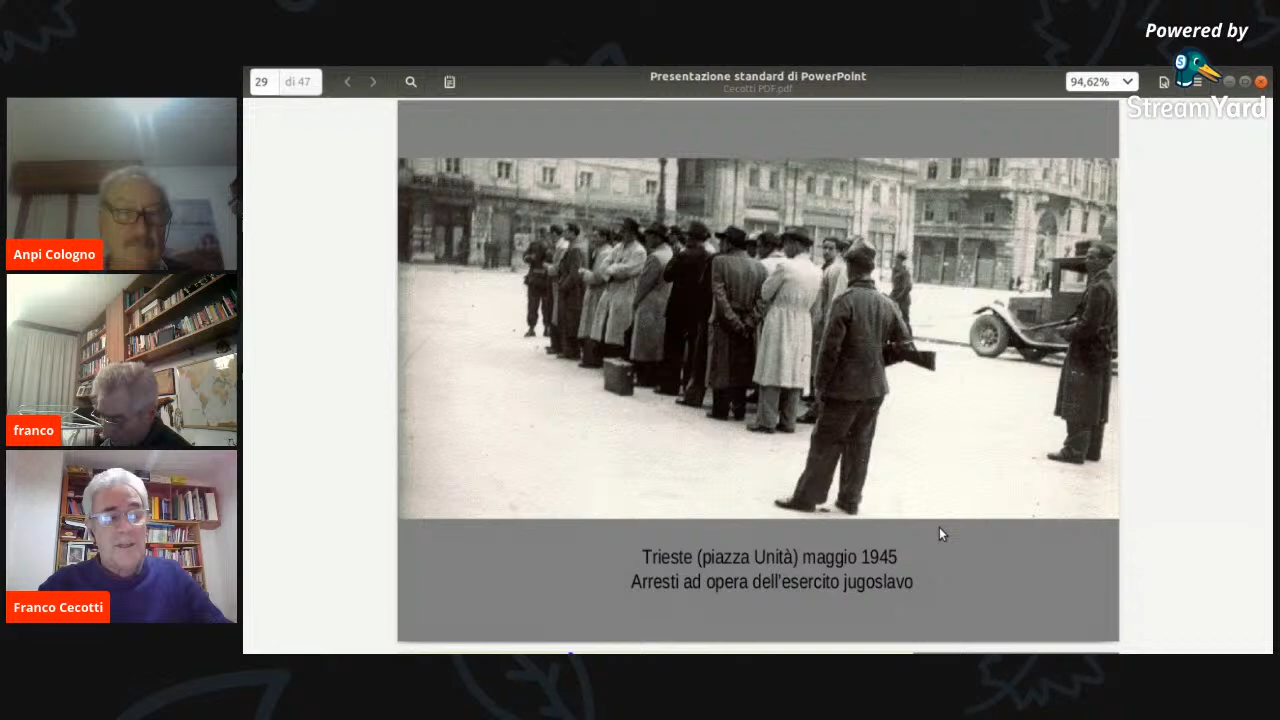 Powered by
StreamYard
29 di 47
Presentazione standard di PowerPoint
Cecotti PDF.pdf
94,62%
Anpi Cologno
franco
Franco Cecotti
Trieste (piazza Unità) maggio 1945
Arresti ad opera dell'esercito jugoslavo